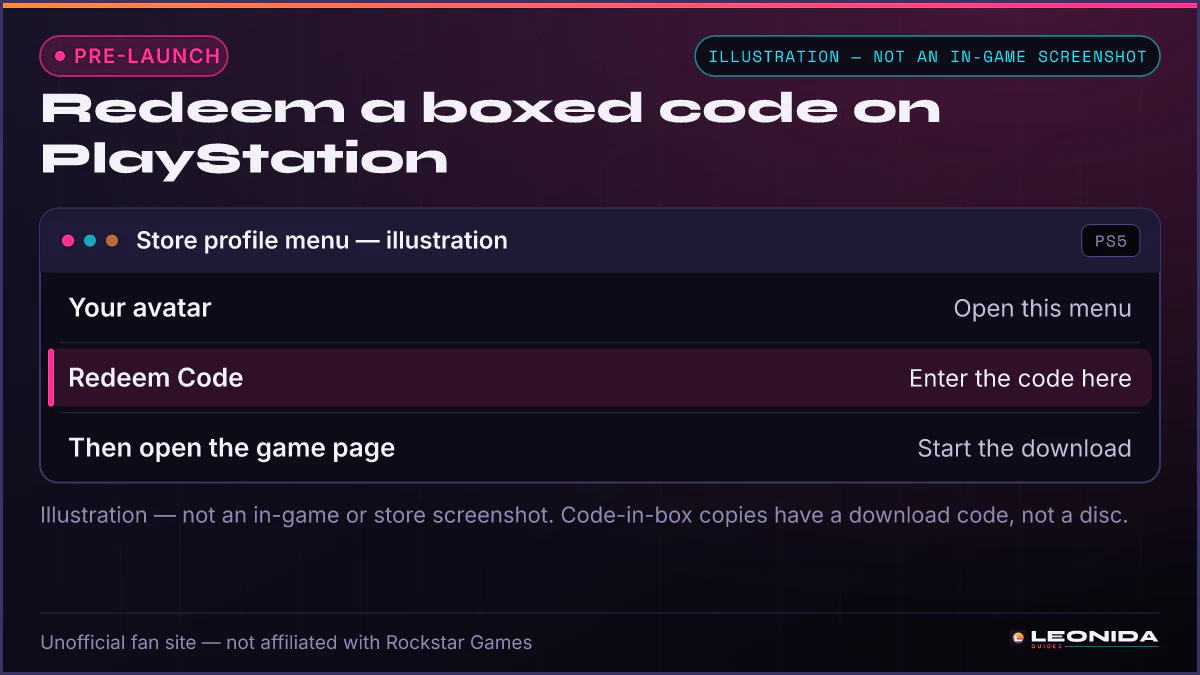 PRE-LAUNCH
ILLUSTRATION — NOT AN IN-GAME SCREENSHOT
Redeem a boxed code on
PlayStation
Store profile menu — illustration
PS5
Your avatar
Open this menu
Redeem Code
Enter the code here
Then open the game page
Start the download
Illustration — not an in-game or store screenshot. Code-in-box copies have a download code, not a disc.
Unofficial fan site — not affiliated with Rockstar Games
LEONIDA
GUIDES